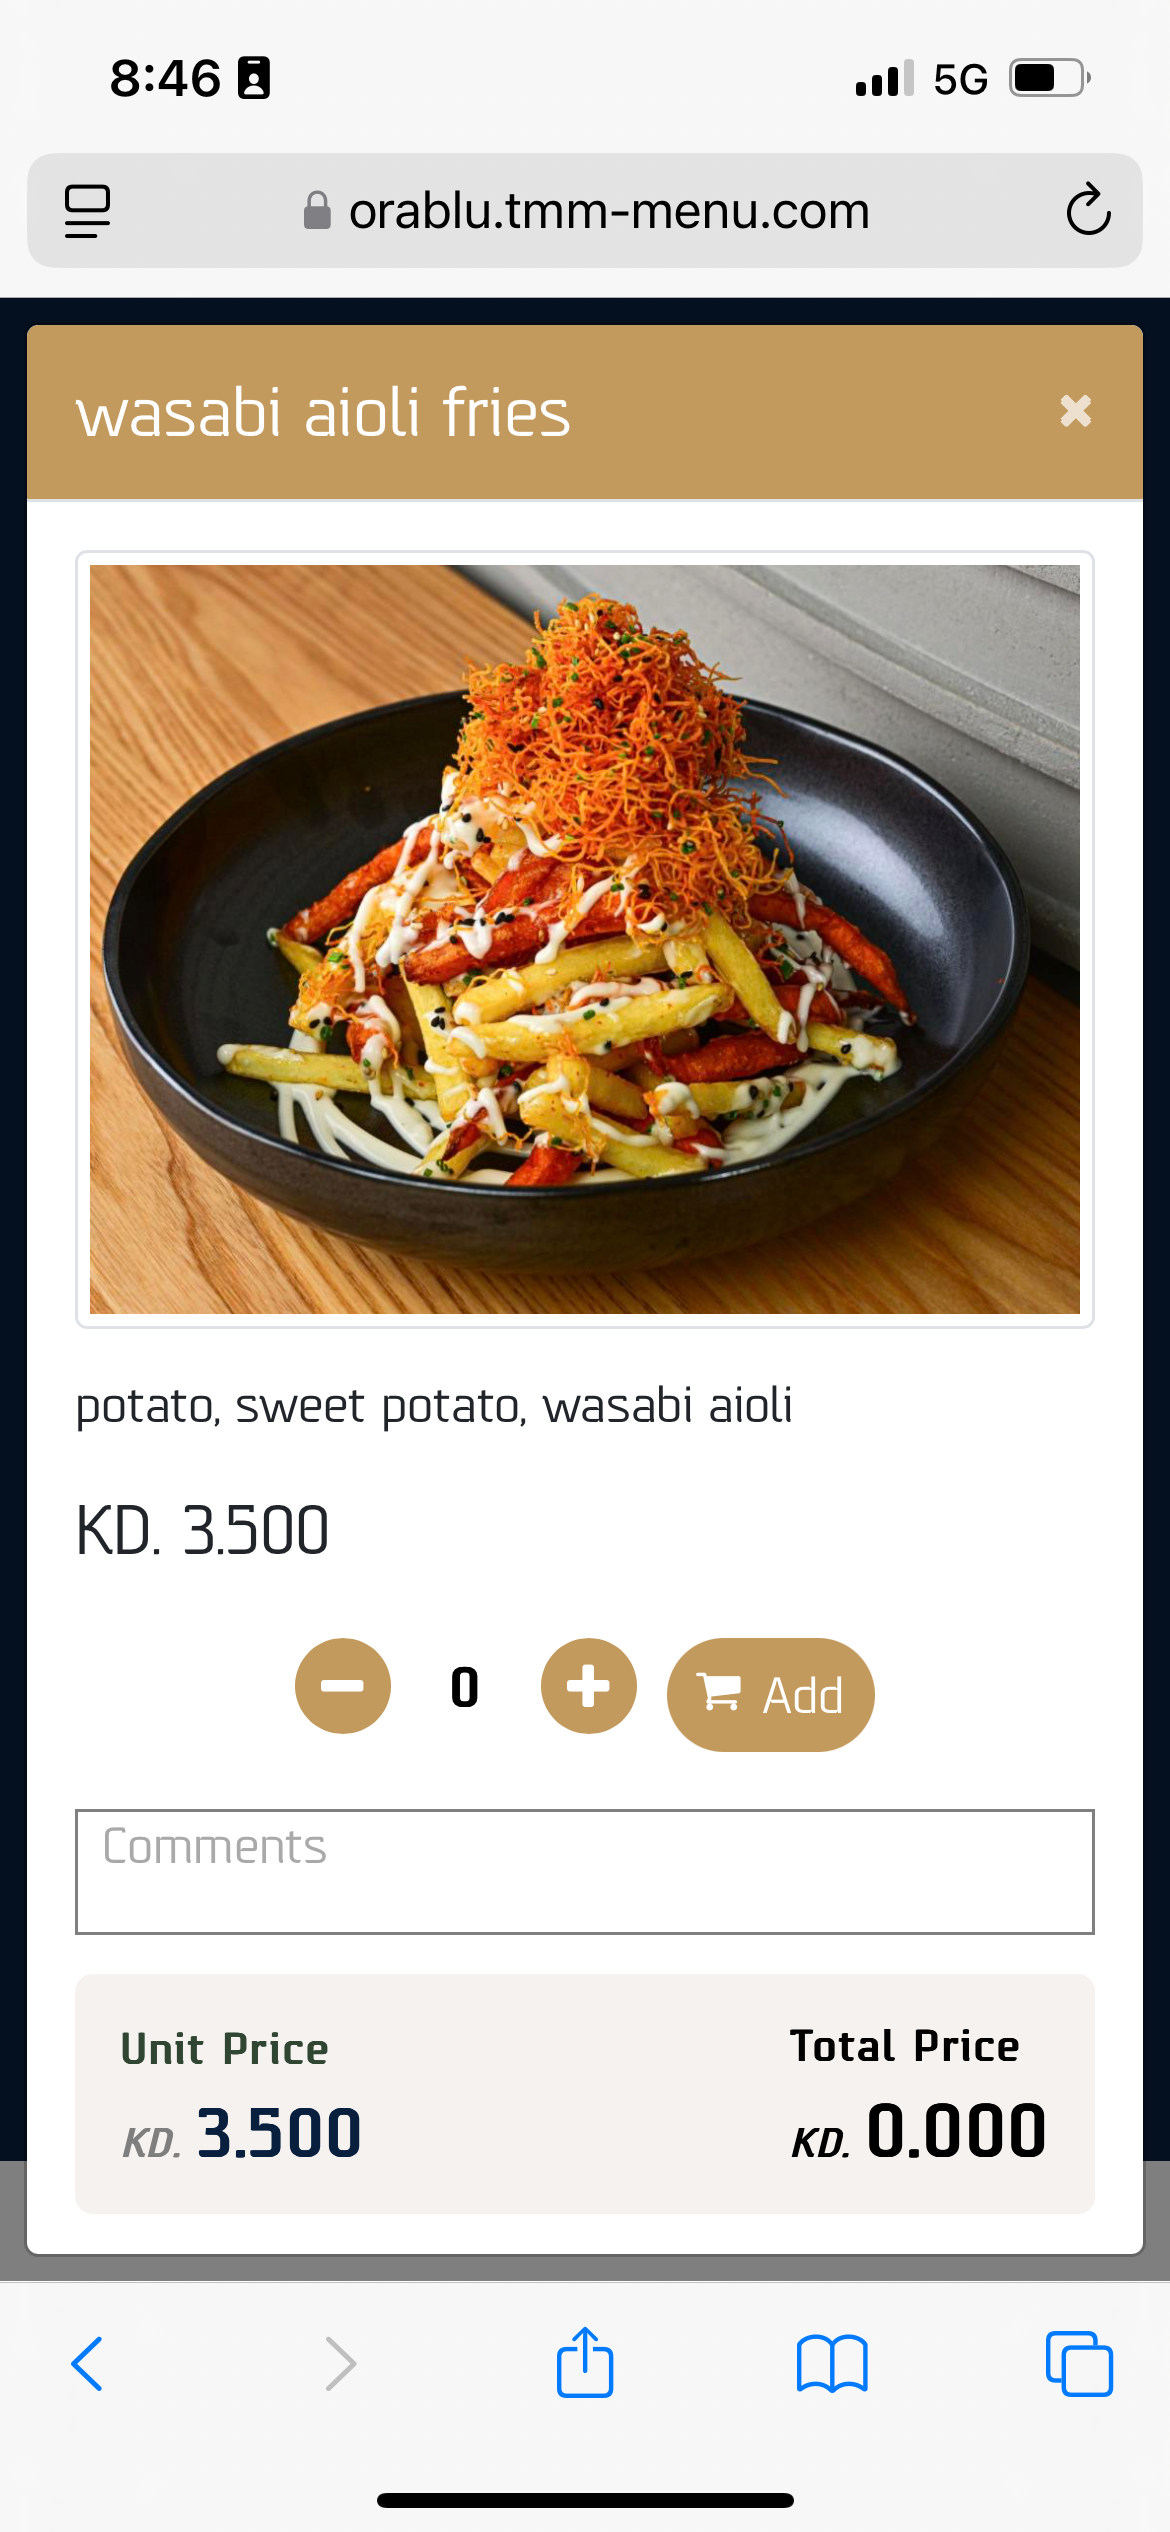 8:46
5G
orablu.tmm-menu.com
wasabi aioli fries
potato, sweet potato, wasabi aioli
KD. 3.500
0
Add
Comments
Unit Price
Total Price
KD. 3.500
KD. 0.000